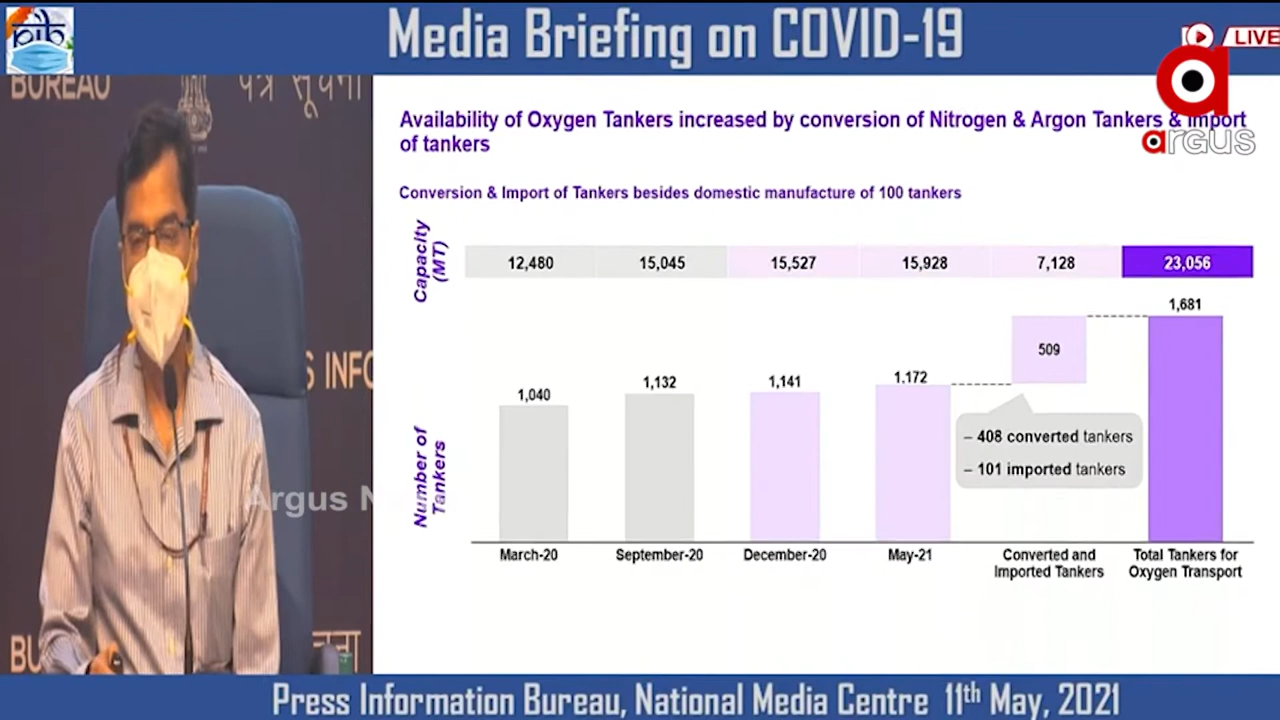 pib
Media Briefing on COVID-19
LIVE
argus
BUREAU
पत्र सूचना
INFO
Argus
BU
Availability of Oxygen Tankers increased by conversion of Nitrogen & Argon Tankers & Import
of tankers
Conversion & Import of Tankers besides domestic manufacture of 100 tankers
Capacity
(MT)
12,480 15,045 15,527 15,928 7,128 23,056
Number of
Tankers
1,040 1,132 1,141 1,172 509 1,681
– 408 converted tankers
– 101 imported tankers
March-20 September-20 December-20 May-21 Converted and Total Tankers for
Imported Tankers Oxygen Transport
Press Information Bureau, National Media Centre 11th May, 2021